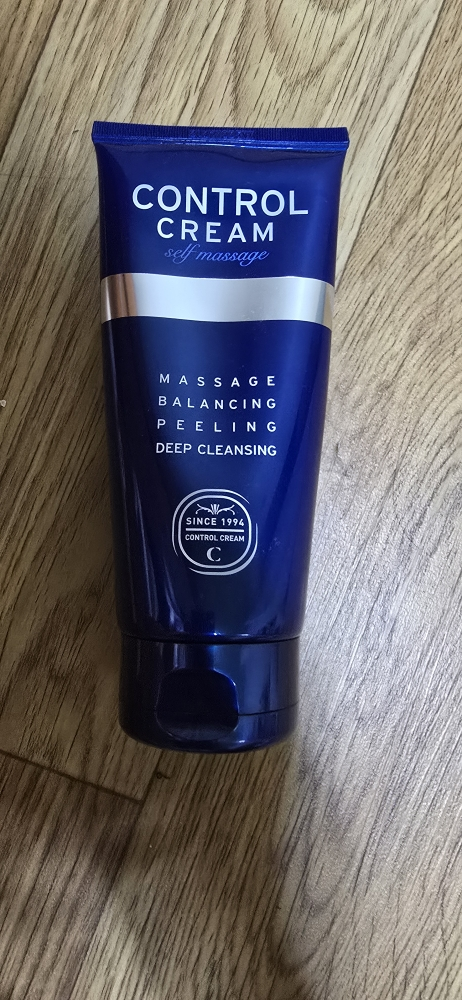 CONTROL
CREAM
self massage
MASSAGE
BALANCING
PEELING
DEEP CLEANSING
SINCE 1994
CONTROL CREAM
C